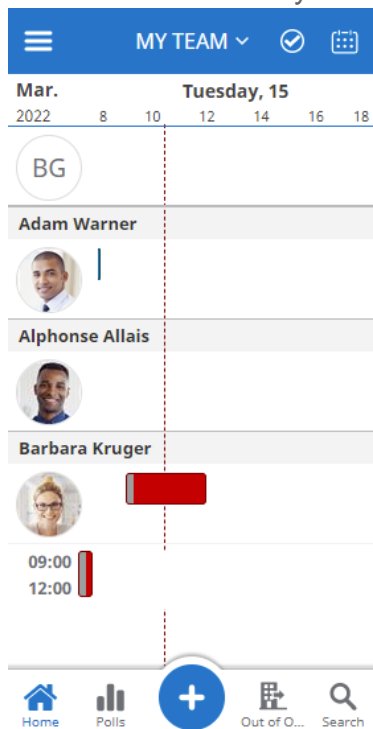 MY TEAM
Mar. Tuesday, 15
2022 8 10 12 14 16 18
BG
Adam Warner
Alphonse Allais
Barbara Kruger
09:00
12:00
Home Polls + Out of O... Search